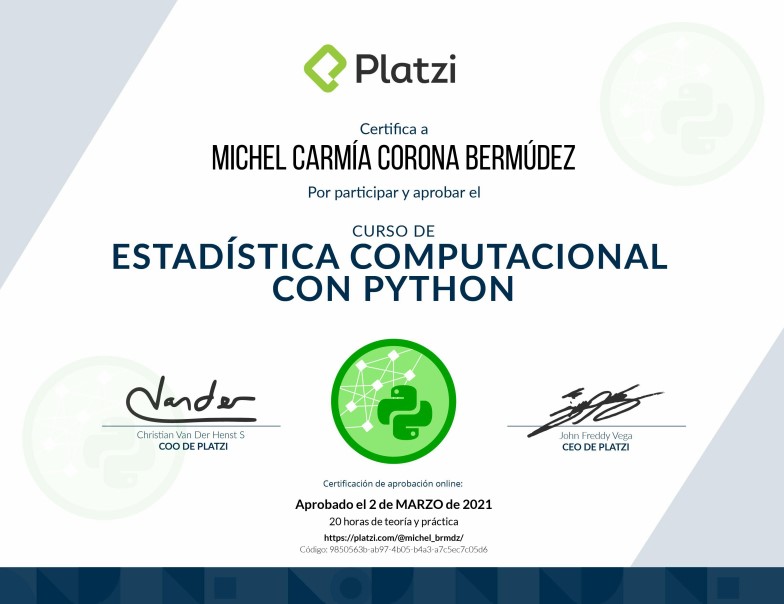 Platzi
Certifica a
MICHEL CARMÍA CORONA BERMÚDEZ
Por participar y aprobar el
CURSO DE
ESTADÍSTICA COMPUTACIONAL
CON PYTHON
Vander
Christian Van Der Henst S
COO DE PLATZI
John Freddy Vega
CEO DE PLATZI
Certificación de aprobación online:
Aprobado el 2 de MARZO de 2021
20 horas de teoría y práctica
https://platzi.com/@michel_brmdz/
Código: 9850563b-ab97-4b05-b4a3-a7c5ec7c05d6